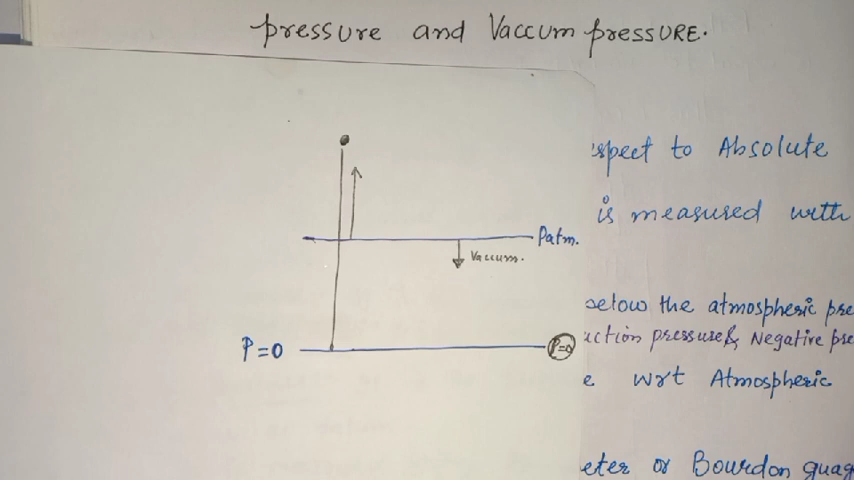 pressure and Vaccum pressure.
spect to Absolute
is measured with
Patm.
Vaccum.
below the atmospheric pre
P=0
P=0
uction pressure & Negative pre
e wrt Atmospheric
eter or Bourdon guag